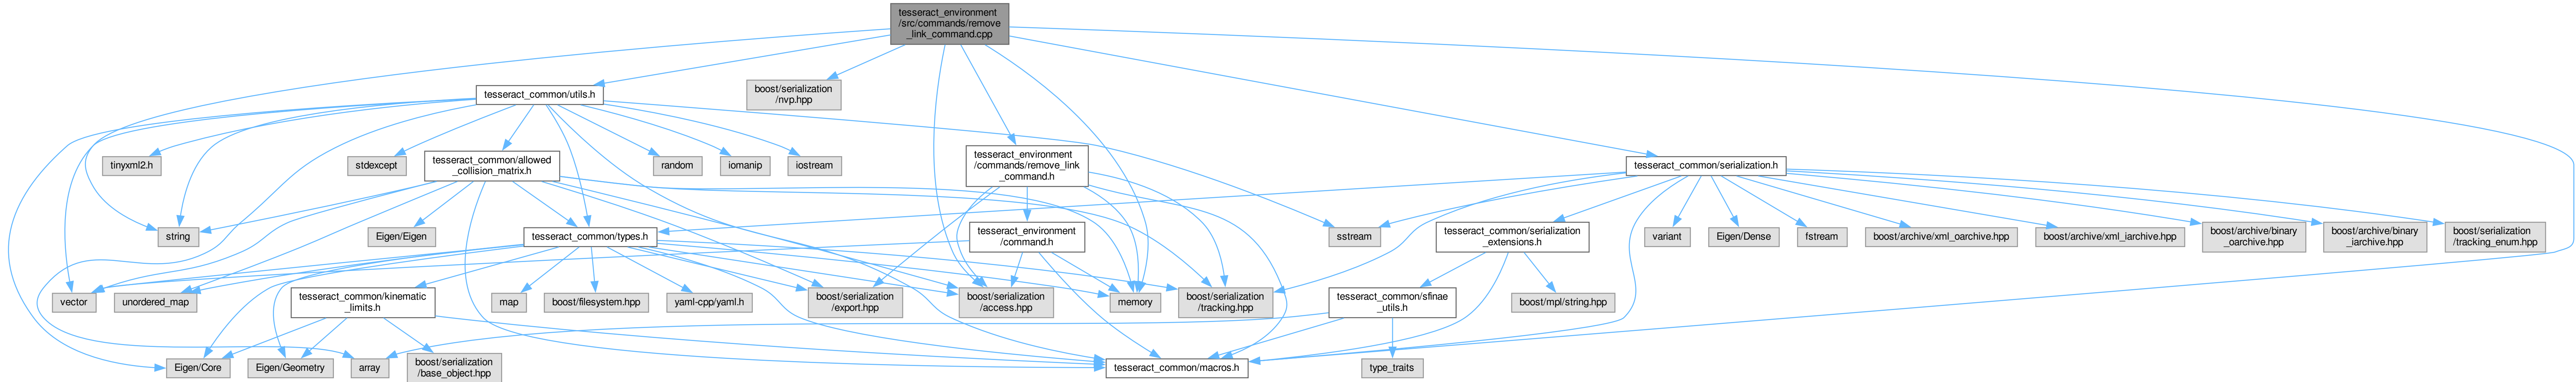 tesseract_environment
/src/commands/remove
_link_command.cpp
tesseract_common/utils.h
boost/serialization
/nvp.hpp
tinyxml2.h
stdexcept
tesseract_common/allowed
_collision_matrix.h
random
iomanip
iostream
tesseract_environment
/commands/remove_link
_command.h
tesseract_common/serialization.h
string
Eigen/Eigen
tesseract_common/types.h
tesseract_environment
/command.h
sstream
tesseract_common/serialization
_extensions.h
variant
Eigen/Dense
fstream
boost/archive/xml_oarchive.hpp
boost/archive/xml_iarchive.hpp
boost/archive/binary
_oarchive.hpp
boost/archive/binary
_iarchive.hpp
boost/serialization
/tracking_enum.hpp
vector
unordered_map
tesseract_common/kinematic
_limits.h
map
boost/filesystem.hpp
yaml-cpp/yaml.h
boost/serialization
/export.hpp
boost/serialization
/access.hpp
memory
boost/serialization
/tracking.hpp
tesseract_common/sfinae
_utils.h
boost/mpl/string.hpp
Eigen/Core
Eigen/Geometry
array
boost/serialization
/base_object.hpp
tesseract_common/macros.h
type_traits